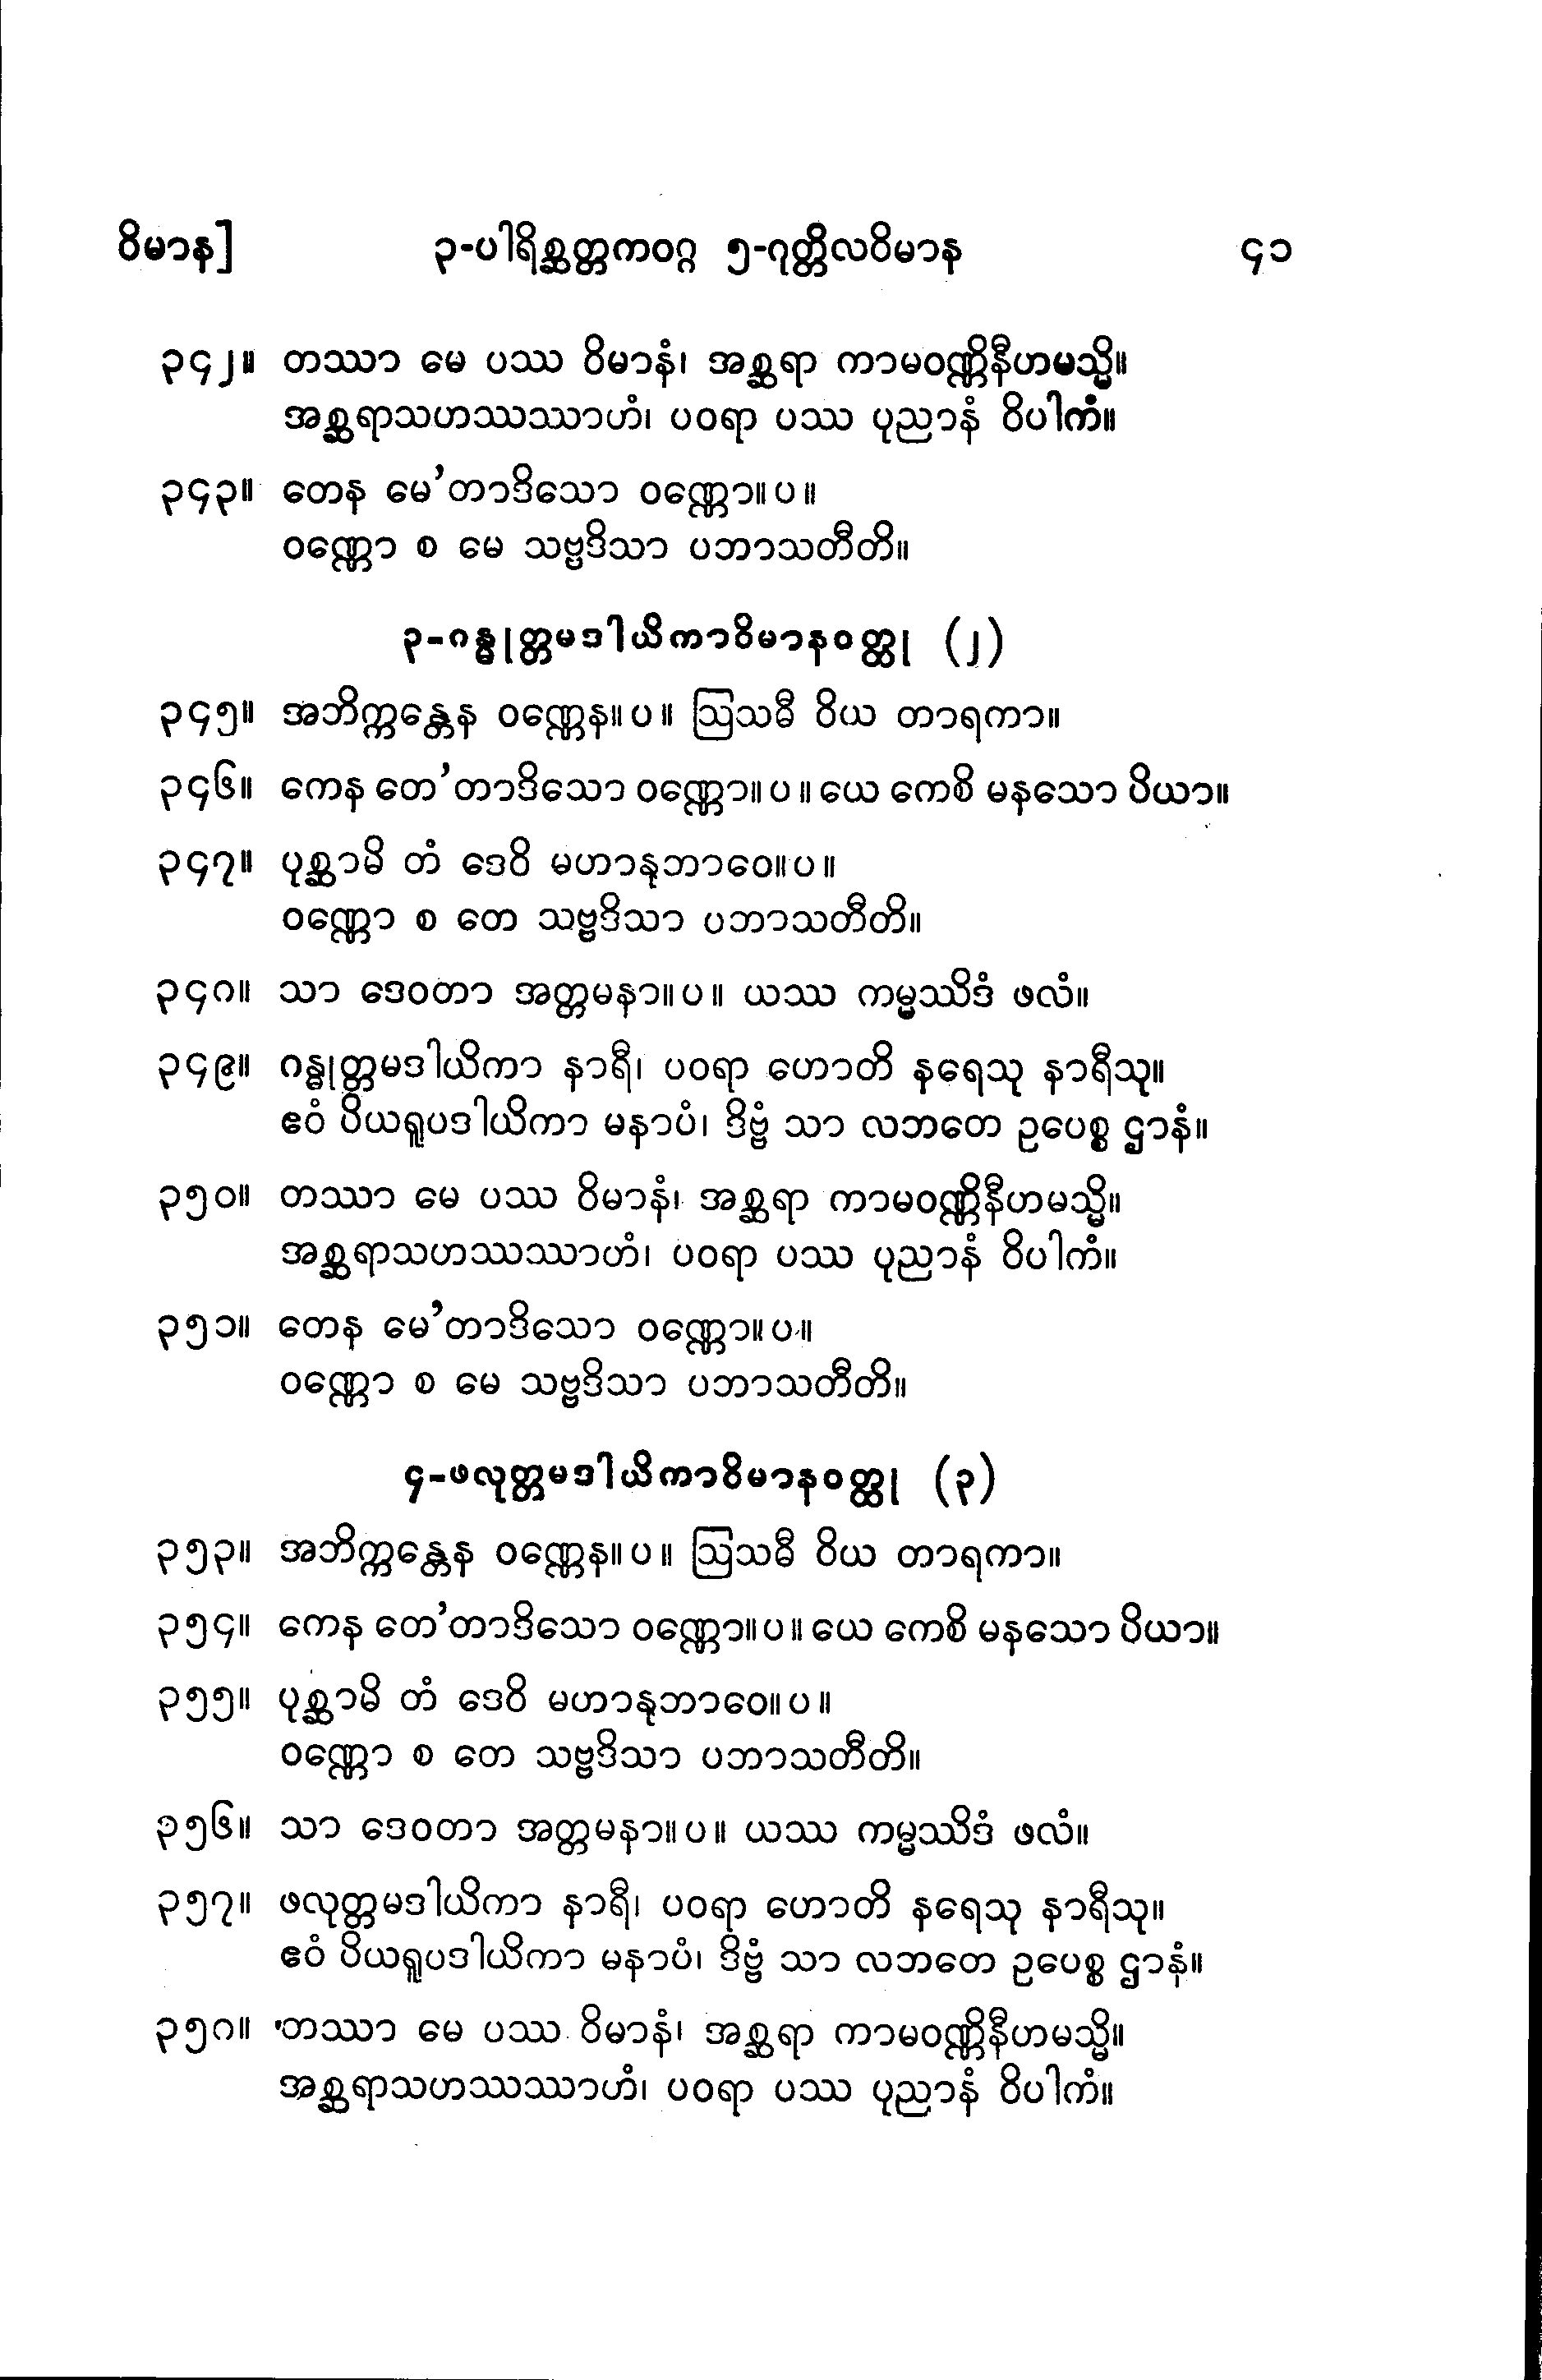 ဝိမာန]
၃-ပါရိစ္ဆတ္တကဝဂ္ဂ ၅-ဂုတ္တိလဝိမာန
၄၁
၃၄၂။ တဿာ မေ ပဿ ဝိမာနံ၊ အစ္ဆရာ ကာမဝဏ္ဏိနီဟမသ္မိ။
အစ္ဆရာသဟဿဿာဟံ၊ ပဝရာ ပဿ ပုညာနံ ဝိပါကံ။
၃၄၃။ တေန မေ’တာဒိသော ဝဏ္ဏော။ပ။
ဝဏ္ဏော စ မေ သဗ္ဗဒိသာ ပဘာသတီတိ။
၃-ဂန္ဓုတ္တမဒါယိကာဝိမာနဝတ္ထု (၂)
၃၄၅။ အဘိက္ကန္တေန ဝဏ္ဏေန။ပ။ ဩသဓီ ဝိယ တာရကာ။
၃၄၆။ ကေန တေ’တာဒိသော ဝဏ္ဏော။ပ။ ယေ ကေစိ မနသော ပိယာ။
၃၄၇။ ပုစ္ဆာမိ တံ ဒေဝိ မဟာနုဘာဝေ။ပ။
ဝဏ္ဏော စ တေ သဗ္ဗဒိသာ ပဘာသတီတိ။
၃၄၈။ သာ ဒေဝတာ အတ္တမနာ။ပ။ ယဿ ကမ္မဿိဒံ ဖလံ။
၃၄၉။ ဂန္ဓုတ္တမဒါယိကာ နာရီ၊ ပဝရာ ဟောတိ နရေသု နာရီသု။
ဧဝံ ပိယရူပဒါယိကာ မနာပံ၊ ဒိဗ္ဗံ သာ လဘတေ ဥပေစ္စ ဌာနံ။
၃၅၀။ တဿာ မေ ပဿ ဝိမာနံ၊ အစ္ဆရာ ကာမဝဏ္ဏိနီဟမသ္မိ။
အစ္ဆရာသဟဿဿာဟံ၊ ပဝရာ ပဿ ပုညာနံ ဝိပါကံ။
၃၅၁။ တေန မေ’တာဒိသော ဝဏ္ဏော။ပ။
ဝဏ္ဏော စ မေ သဗ္ဗဒိသာ ပဘာသတီတိ။
၄-ဖလုတ္တမဒါယိကာဝိမာနဝတ္ထု (၃)
၃၅၃။ အဘိက္ကန္တေန ဝဏ္ဏေန။ပ။ ဩသဓီ ဝိယ တာရကာ။
၃၅၄။ ကေန တေ’တာဒိသော ဝဏ္ဏော။ပ။ ယေ ကေစိ မနသော ပိယာ။
၃၅၅။ ပုစ္ဆာမိ တံ ဒေဝိ မဟာနုဘာဝေ။ပ။
ဝဏ္ဏော စ တေ သဗ္ဗဒိသာ ပဘာသတီတိ။
၃၅၆။ သာ ဒေဝတာ အတ္တမနာ။ပ။ ယဿ ကမ္မဿိဒံ ဖလံ။
၃၅၇။ ဖလုတ္တမဒါယိကာ နာရီ၊ ပဝရာ ဟောတိ နရေသု နာရီသု။
ဧဝံ ပိယရူပဒါယိကာ မနာပံ၊ ဒိဗ္ဗံ သာ လဘတေ ဥပေစ္စ ဌာနံ။
၃၅၈။ တဿာ မေ ပဿ ဝိမာနံ၊ အစ္ဆရာ ကာမဝဏ္ဏိနီဟမသ္မိ။
အစ္ဆရာသဟဿဿာဟံ၊ ပဝရာ ပဿ ပုညာနံ ဝိပါကံ။